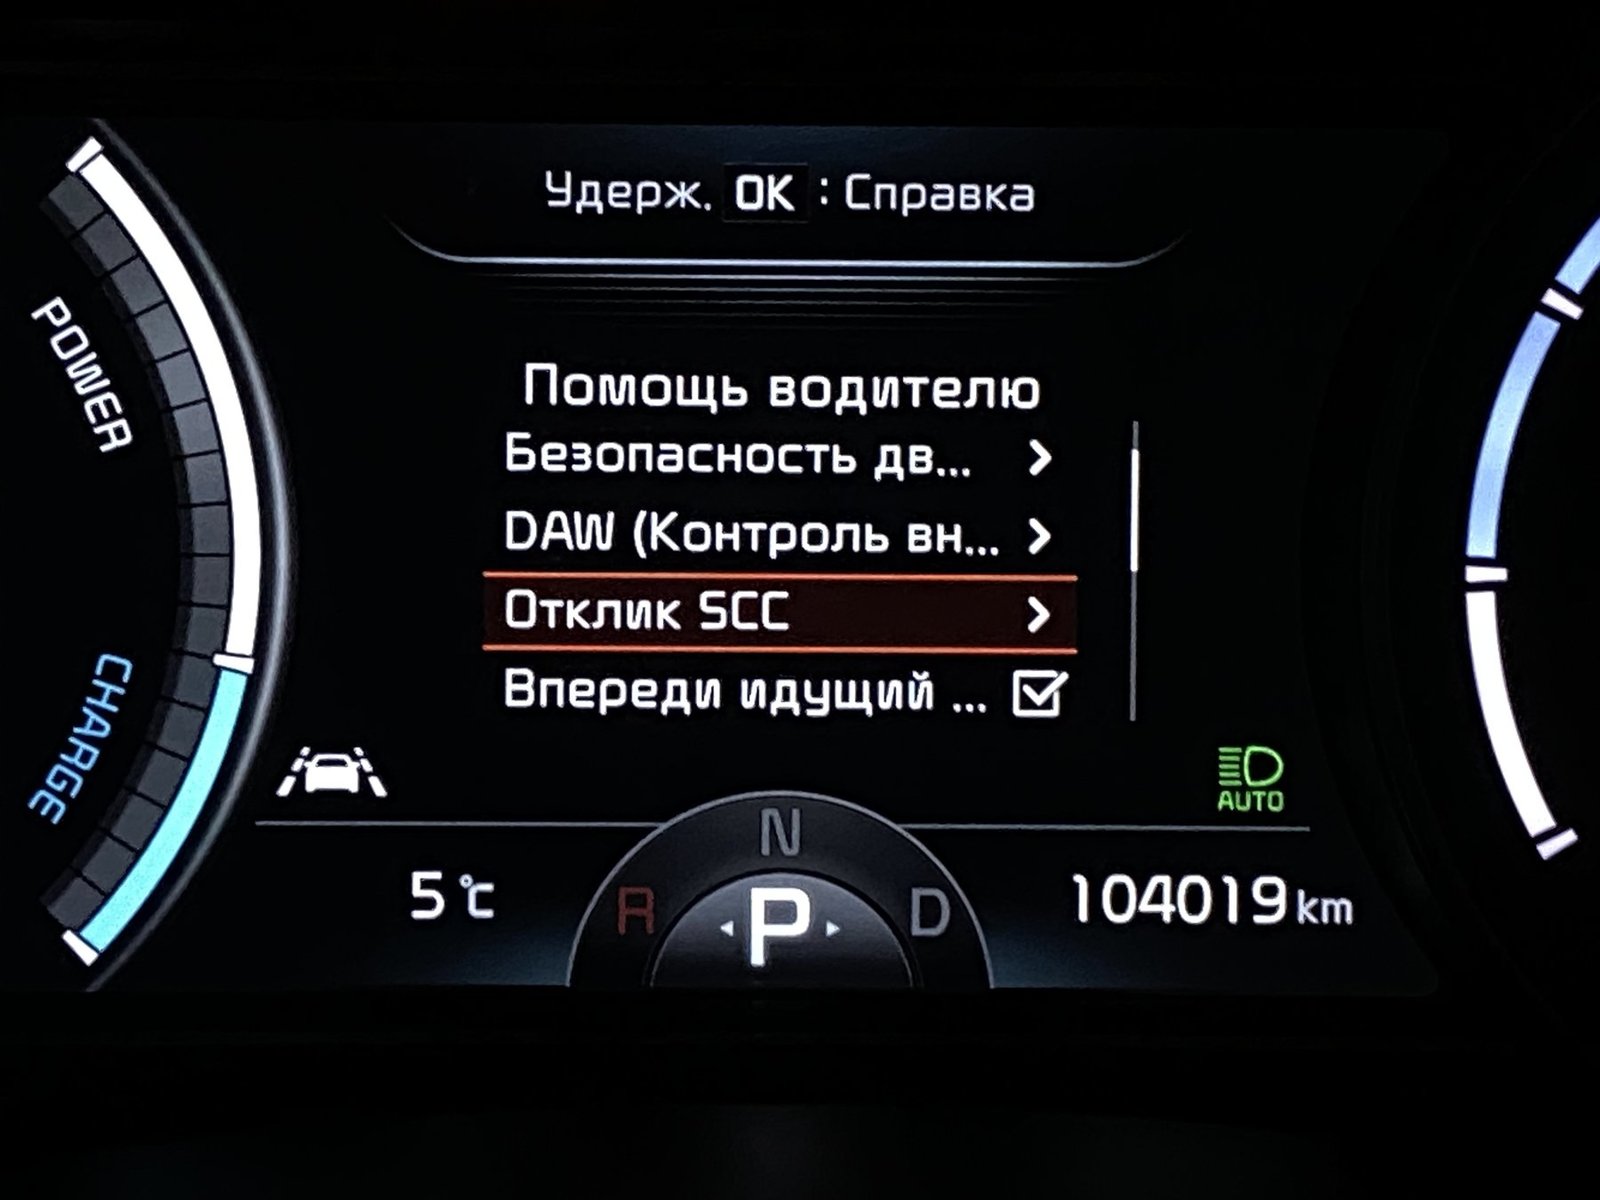 Удерж. OK : Справка
Помощь водителю
Безопасность дв...
DAW (Контроль вн...
Отклик SCC
Впереди идущий ...
POWER
CHARGE
AUTO
5 °C
N
R
P
D
104019 km